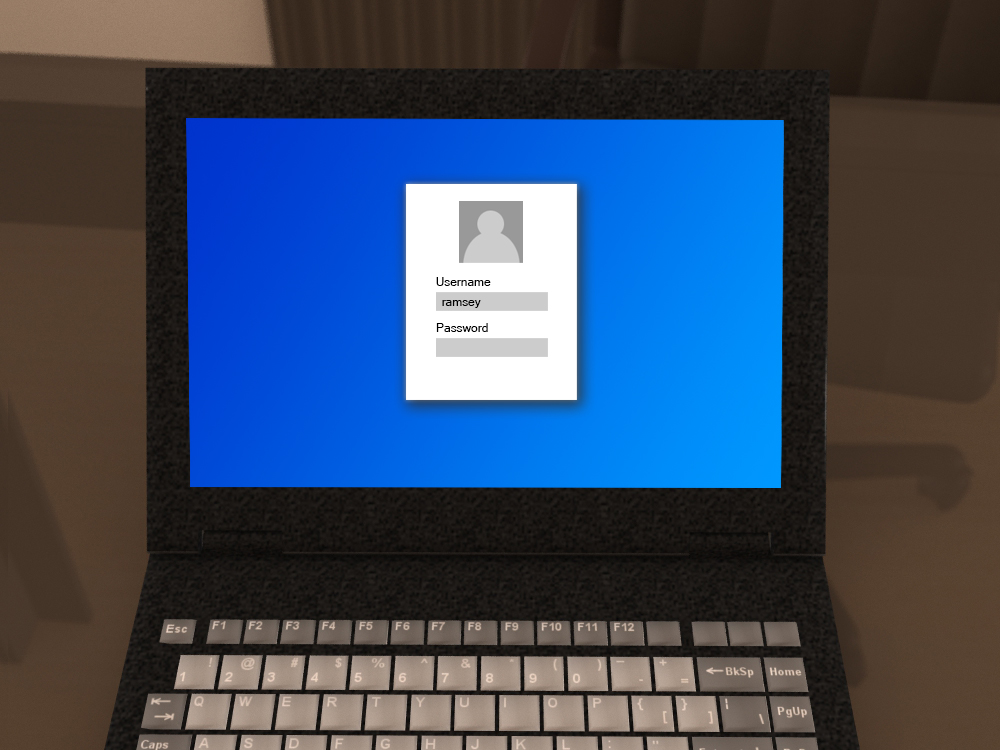 Username
ramsey
Password
Esc F1 F2 F3 F4 F5 F6 F7 F8 F9 F10 F11 F12
! @ # $ % ^ & * ( ) _ +
1 2 3 4 5 6 7 8 9 0 - = BkSp Home
Q W E R T Y U I O P { [ } ] | \ PgUp
Caps A S D F G H J K L : "